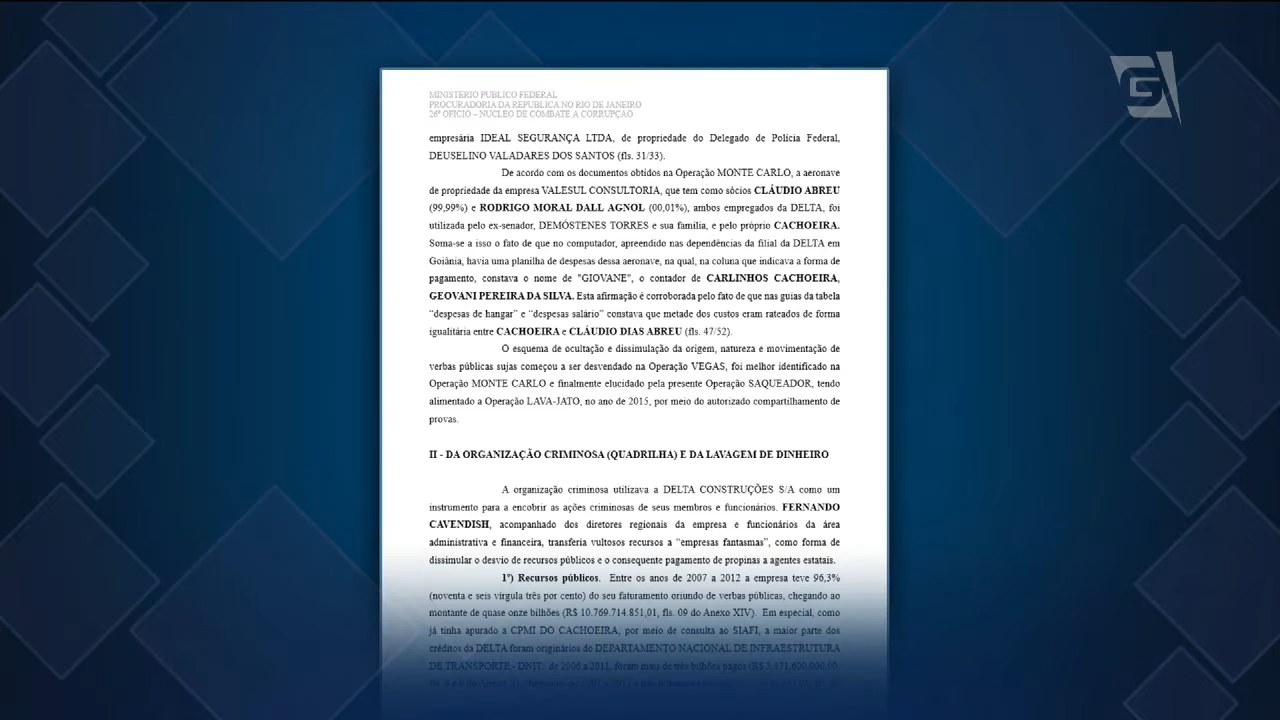 MINISTERIO PUBLICO FEDERAL
PROCURADORIA DA REPUBLICA NO RIO DE JANEIRO
26º OFICIO – NUCLEO DE COMBATE A CORRUPÇAO
empresária IDEAL SEGURANÇA LTDA, de propriedade do Delegado de Polícia Federal,
DEUSELINO VALADARES DOS SANTOS (fls. 31/33).
De acordo com os documentos obtidos na Operação MONTE CARLO, a aeronave
de propriedade da empresa VALESUL CONSULTORIA, que tem como sócios CLÁUDIO ABREU
(99,99%) e RODRIGO MORAL DALL AGNOL (00,01%), ambos empregados da DELTA, foi
utilizada pelo ex-senador, DEMÓSTENES TORRES e sua família, e pelo próprio CACHOEIRA.
Soma-se a isso o fato de que no computador, apreendido nas dependências da filial da DELTA em
Goiânia, havia uma planilha de despesas dessa aeronave, na qual, na coluna que indicava a forma de
pagamento, constava o nome de "GIOVANE", o contador de CARLINHOS CACHOEIRA,
GEOVANI PEREIRA DA SILVA. Esta afirmação é corroborada pelo fato de que nas guias da tabela
“despesas de hangar” e “despesas salário” constava que metade dos custos eram rateados de forma
igualitária entre CACHOEIRA e CLÁUDIO DIAS ABREU (fls. 47/52).
O esquema de ocultação e dissimulação da origem, natureza e movimentação de
verbas públicas sujas começou a ser desvendado na Operação VEGAS, foi melhor identificado na
Operação MONTE CARLO e finalmente elucidado pela presente Operação SAQUEADOR, tendo
alimentado a Operação LAVA-JATO, no ano de 2015, por meio do autorizado compartilhamento de
provas.
II - DA ORGANIZAÇÃO CRIMINOSA (QUADRILHA) E DA LAVAGEM DE DINHEIRO
A organização criminosa utilizava a DELTA CONSTRUÇÕES S/A como um
instrumento para a encobrir as ações criminosas de seus membros e funcionários. FERNANDO
CAVENDISH, acompanhado dos diretores regionais da empresa e funcionários da área
administrativa e financeira, transferia vultosos recursos a “empresas fantasmas”, como forma de
dissimular o desvio de recursos públicos e o consequente pagamento de propinas a agentes estatais.
1º) Recursos públicos. Entre os anos de 2007 a 2012 a empresa teve 96,3%
(noventa e seis vírgula três por cento) do seu faturamento oriundo de verbas públicas, chegando ao
montante de quase onze bilhões (R$ 10.769.714.851,01, fls. 09 do Anexo XIV). Em especial, como
já tinha apurado a CPMI DO CACHOEIRA, por meio de consulta ao SIAFI, a maior parte dos
créditos da DELTA foram originários do DEPARTAMENTO NACIONAL DE INFRAESTRUTURA
DE TRANSPORTE - DNIT: de 2006 a 2011, foram mais de três bilhões pagos